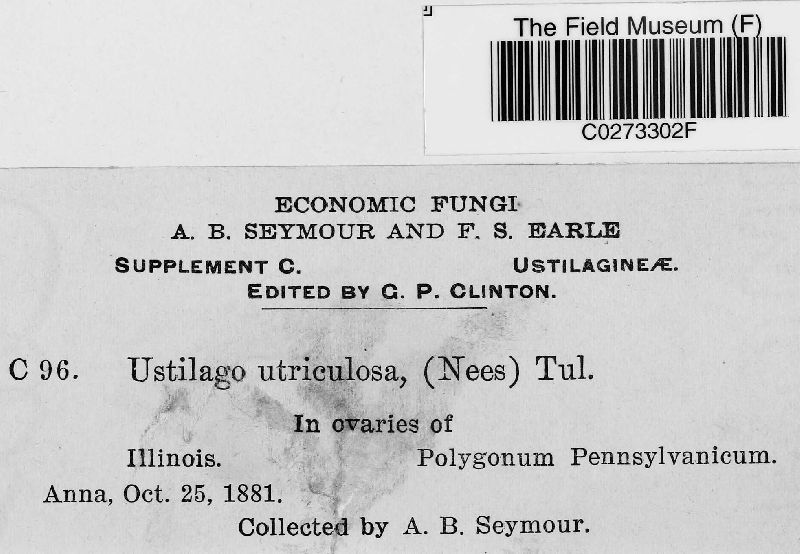 The Field Museum (F)
C0273302F
ECONOMIC FUNGI
A. B. SEYMOUR AND F. S. EARLE
SUPPLEMENT C. USTILAGINEÆ.
EDITED BY G. P. CLINTON.
C 96. Ustilago utriculosa, (Nees) Tul.
In ovaries of
Illinois. Polygonum Pennsylvanicum.
Anna, Oct. 25, 1881.
Collected by A. B. Seymour.